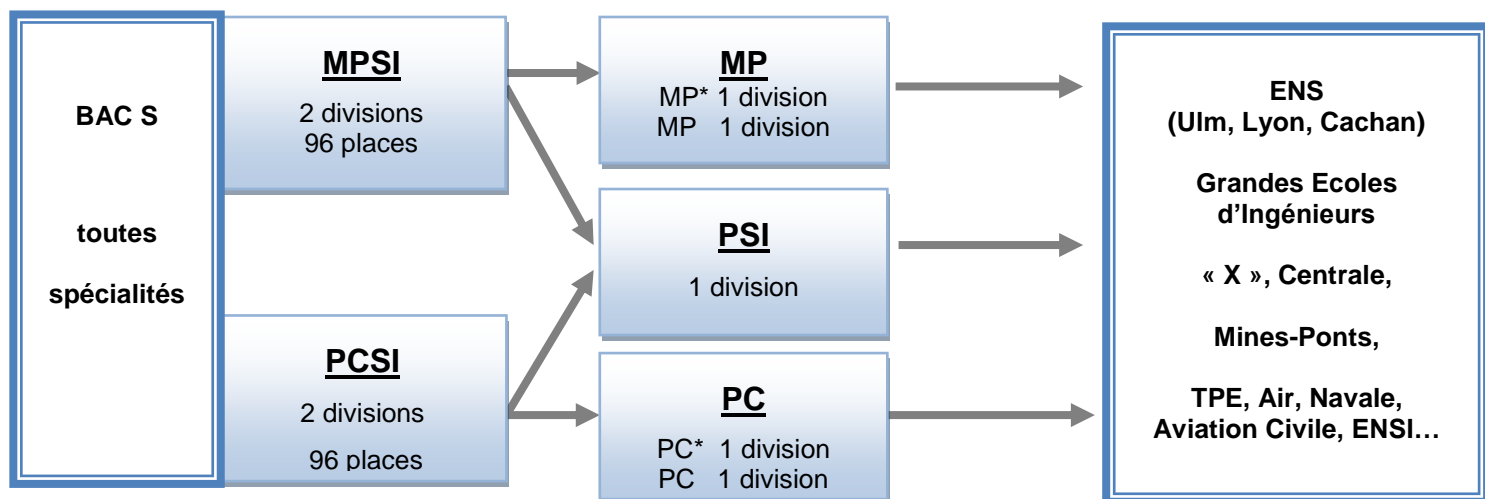 BAC S
toutes
spécialités
MPSI
2 divisions
96 places
PCSI
2 divisions
96 places
MP
MP* 1 division
MP 1 division
PSI
1 division
PC
PC* 1 division
PC 1 division
ENS
(Ulm, Lyon, Cachan)
Grandes Ecoles
d’Ingénieurs
« X », Centrale,
Mines-Ponts,
TPE, Air, Navale,
Aviation Civile, ENSI…